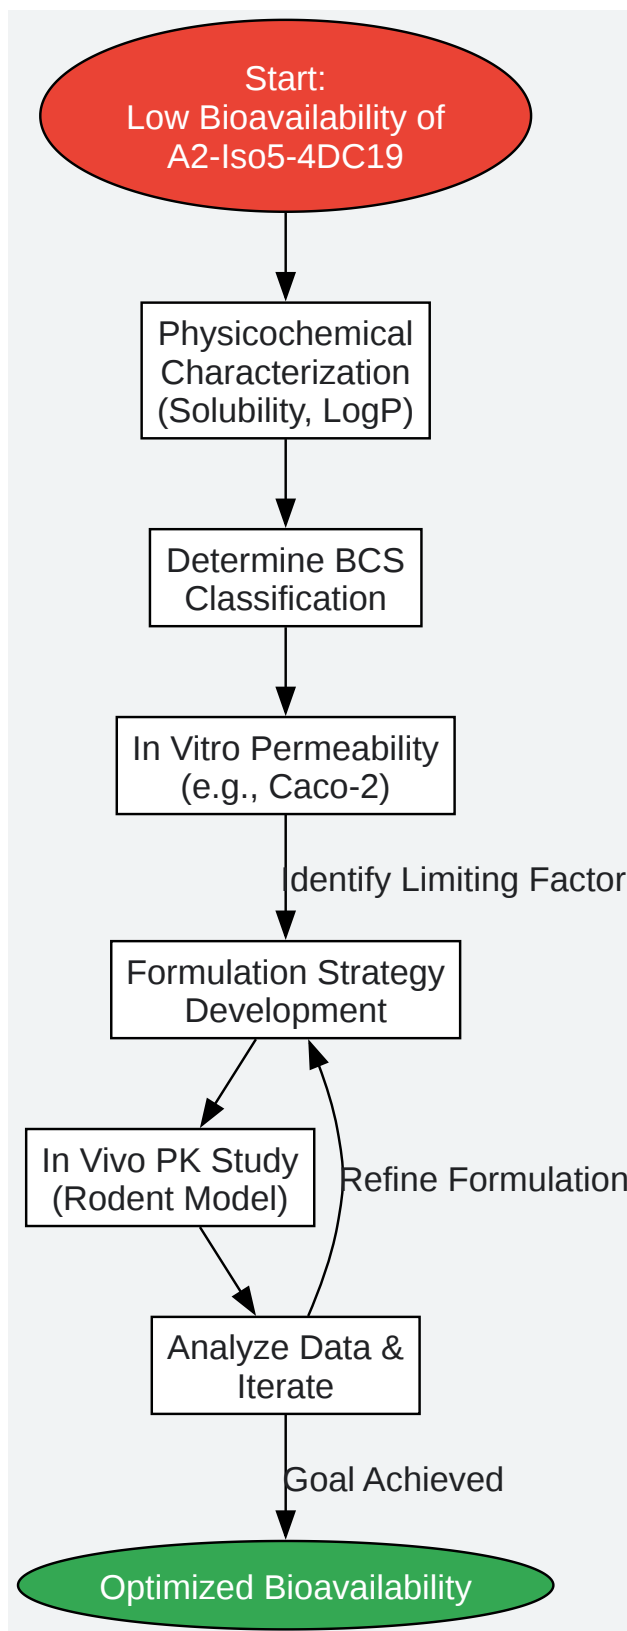 Start:
Low Bioavailability of
A2-Iso5-4DC19
Physicochemical
Characterization
(Solubility, LogP)
Determine BCS
Classification
In Vitro Permeability
(e.g., Caco-2)
Identify Limiting Factor
Formulation Strategy
Development
In Vivo PK Study
(Rodent Model)
Refine Formulation
Analyze Data &
Iterate
Goal Achieved
Optimized Bioavailability